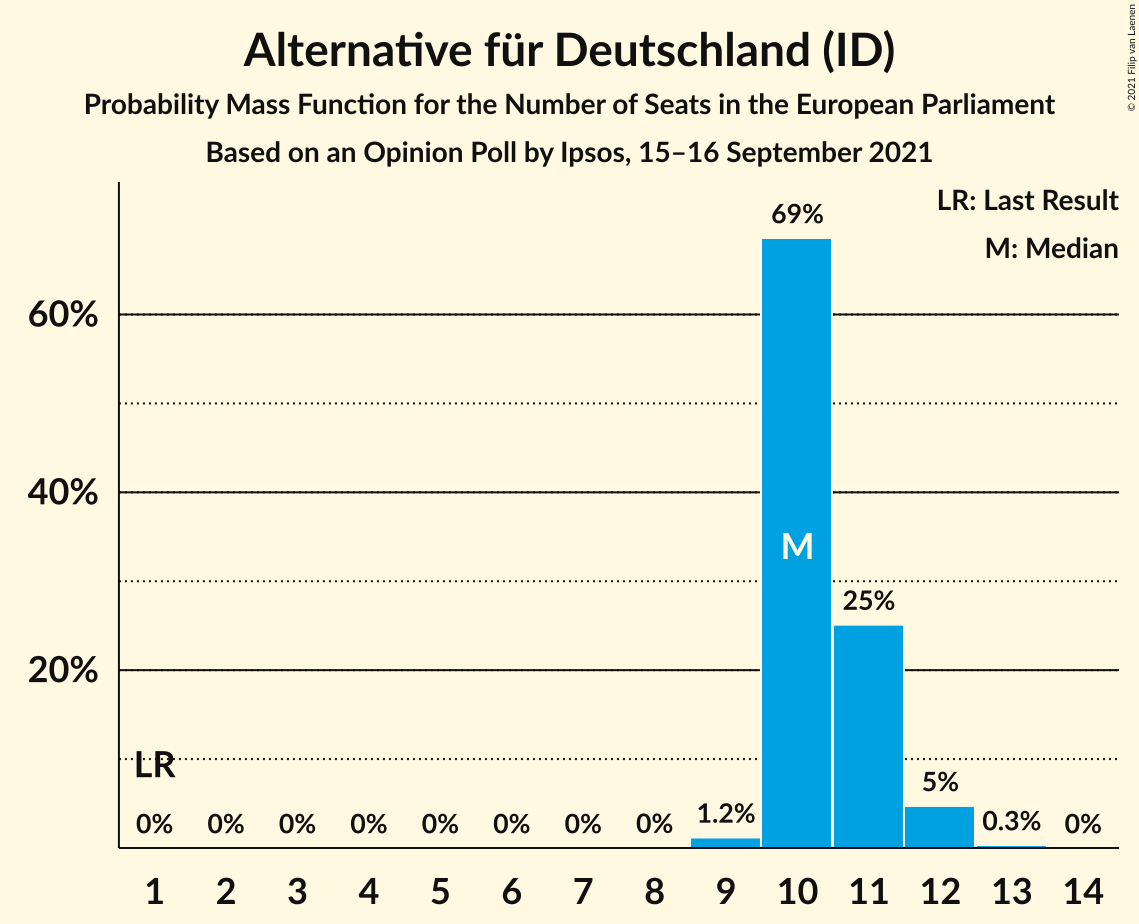 Alternative für Deutschland (ID)
Probability Mass Function for the Number of Seats in the European Parliament
Based on an Opinion Poll by Ipsos, 15–16 September 2021
© 2021 Filip van Laenen
LR: Last Result
M: Median
69%
60%
40%
M
25%
20%
LR
5%
0% 0% 0% 0% 0% 0% 0% 0% 1.2% 0.3% 0%
1 2 3 4 5 6 7 8 9 10 11 12 13 14